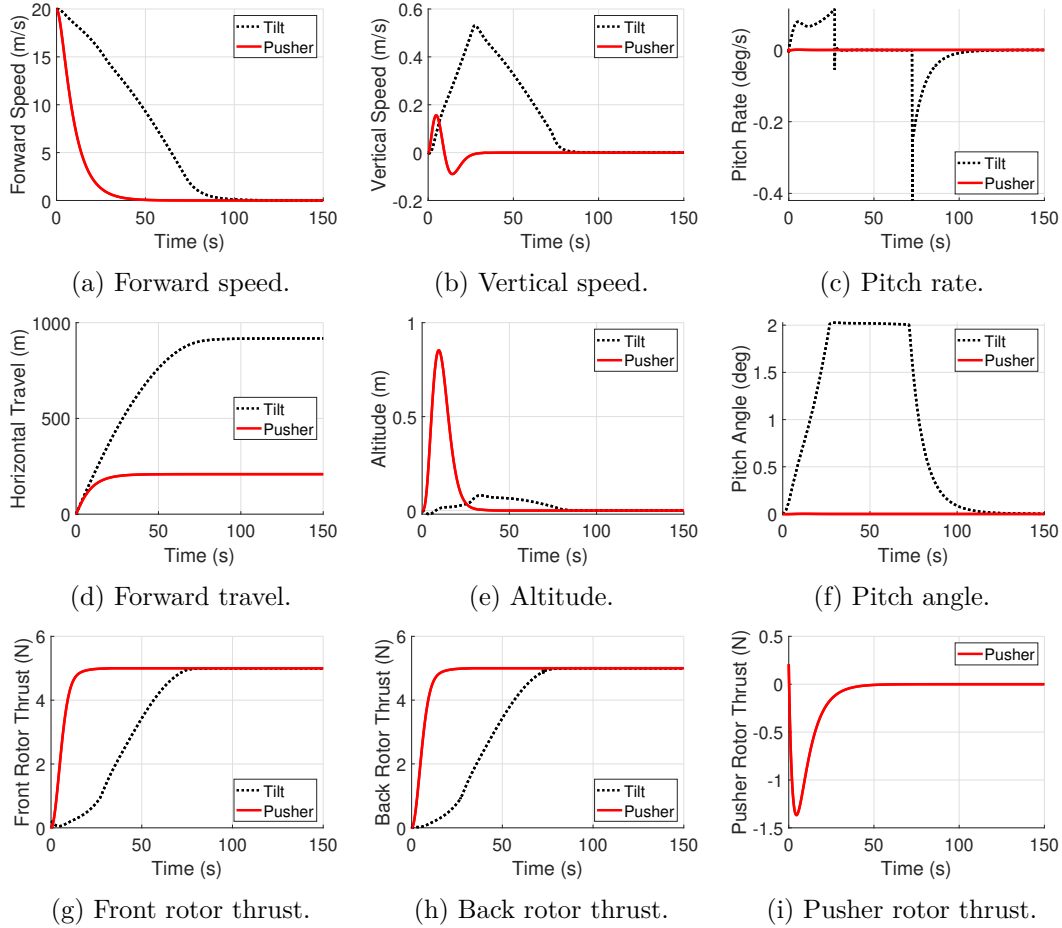 20
15
10
5
0
0 50 100 150
Forward Speed (m/s)
Time (s)
Tilt
Pusher
(a) Forward speed.
0.6
0.4
0.2
0
-0.2
0 50 100 150
Vertical Speed (m/s)
Time (s)
Tilt
Pusher
(b) Vertical speed.
0
-0.2
-0.4
0 50 100 150
Pitch Rate (deg/s)
Time (s)
Tilt
Pusher
(c) Pitch rate.
1000
500
0
0 50 100 150
Horizontal Travel (m)
Time (s)
Tilt
Pusher
(d) Forward travel.
1
0.5
0
0 50 100 150
Altitude (m)
Time (s)
Tilt
Pusher
(e) Altitude.
2
1.5
1
0.5
0
0 50 100 150
Pitch Angle (deg)
Time (s)
Tilt
Pusher
(f) Pitch angle.
6
4
2
0
0 50 100 150
Front Rotor Thrust (N)
Time (s)
Tilt
Pusher
(g) Front rotor thrust.
6
4
2
0
0 50 100 150
Back Rotor Thrust (N)
Time (s)
Tilt
Pusher
(h) Back rotor thrust.
0.5
0
-0.5
-1
-1.5
0 50 100 150
Pusher Rotor Thrust (N)
Time (s)
Pusher
(i) Pusher rotor thrust.